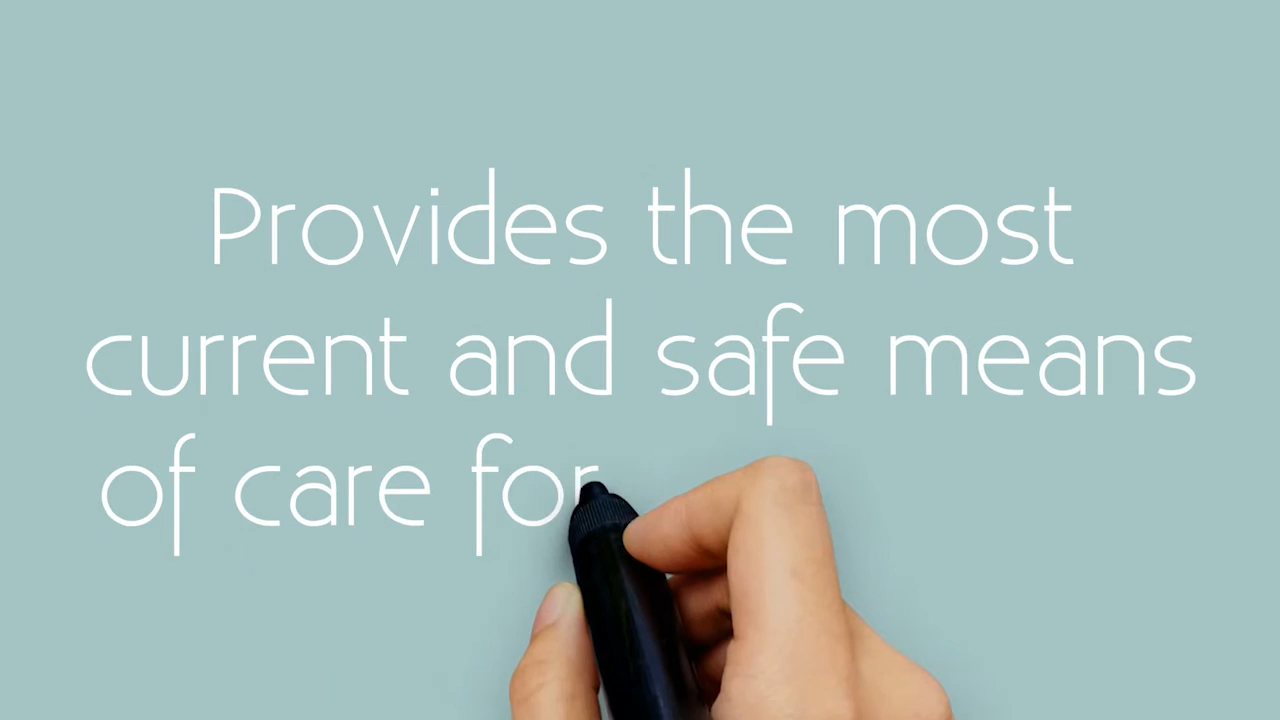 Provides the most
current and safe means
of care for